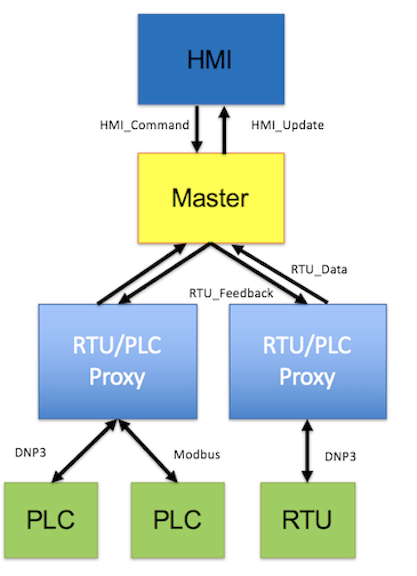 HMI
HMI_Command
HMI_Update
Master
RTU_Data
RTU_Feedback
RTU/PLC
Proxy
RTU/PLC
Proxy
DNP3
Modbus
DNP3
PLC
PLC
RTU